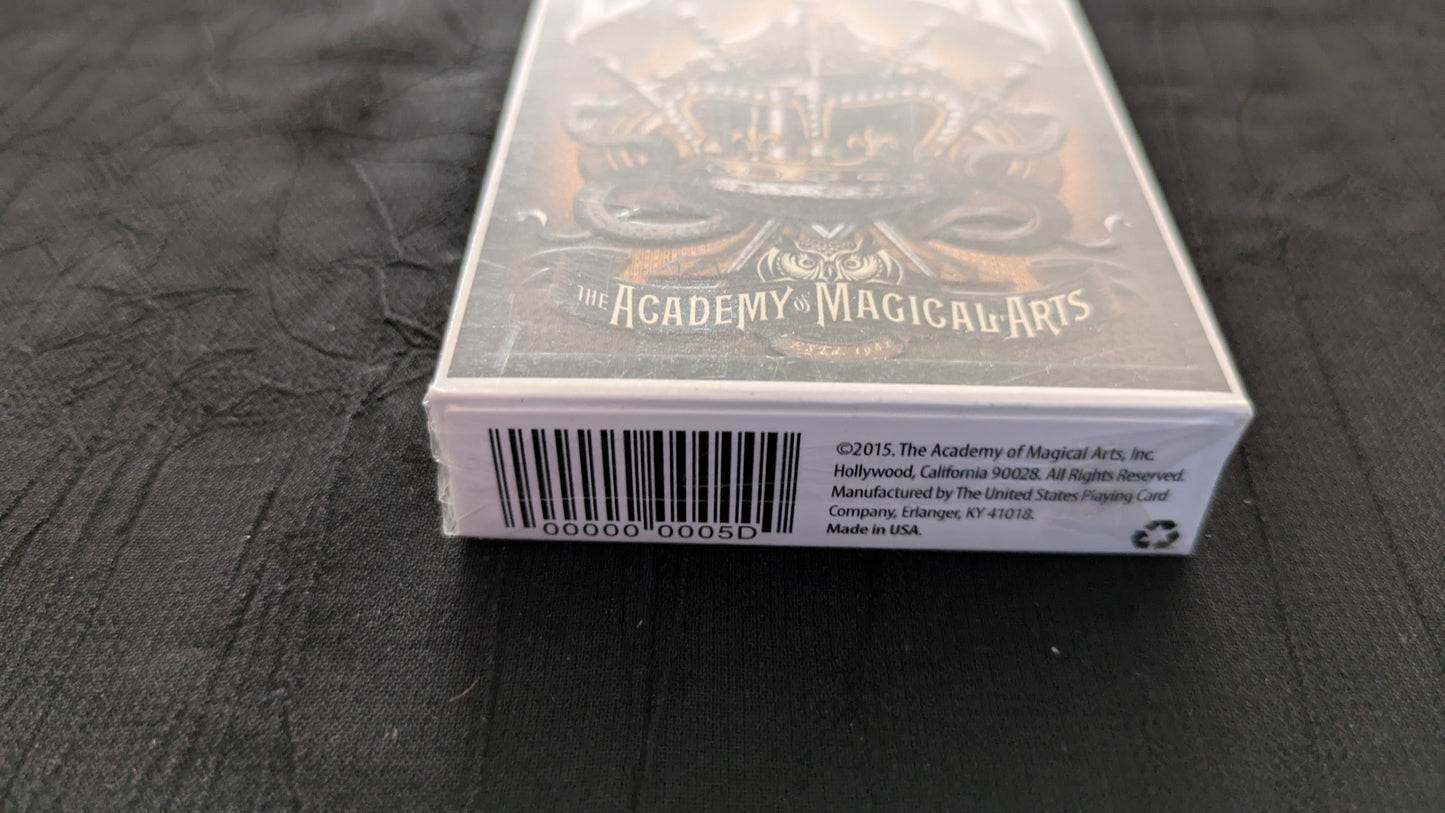 THE ACADEMY of MAGICAL ARTS
00000 0005D
©2015. The Academy of Magical Arts, Inc.
Hollywood, California 90028. All Rights Reserved.
Manufactured by The United States Playing Card
Company, Erlanger, KY 41018.
Made in USA.